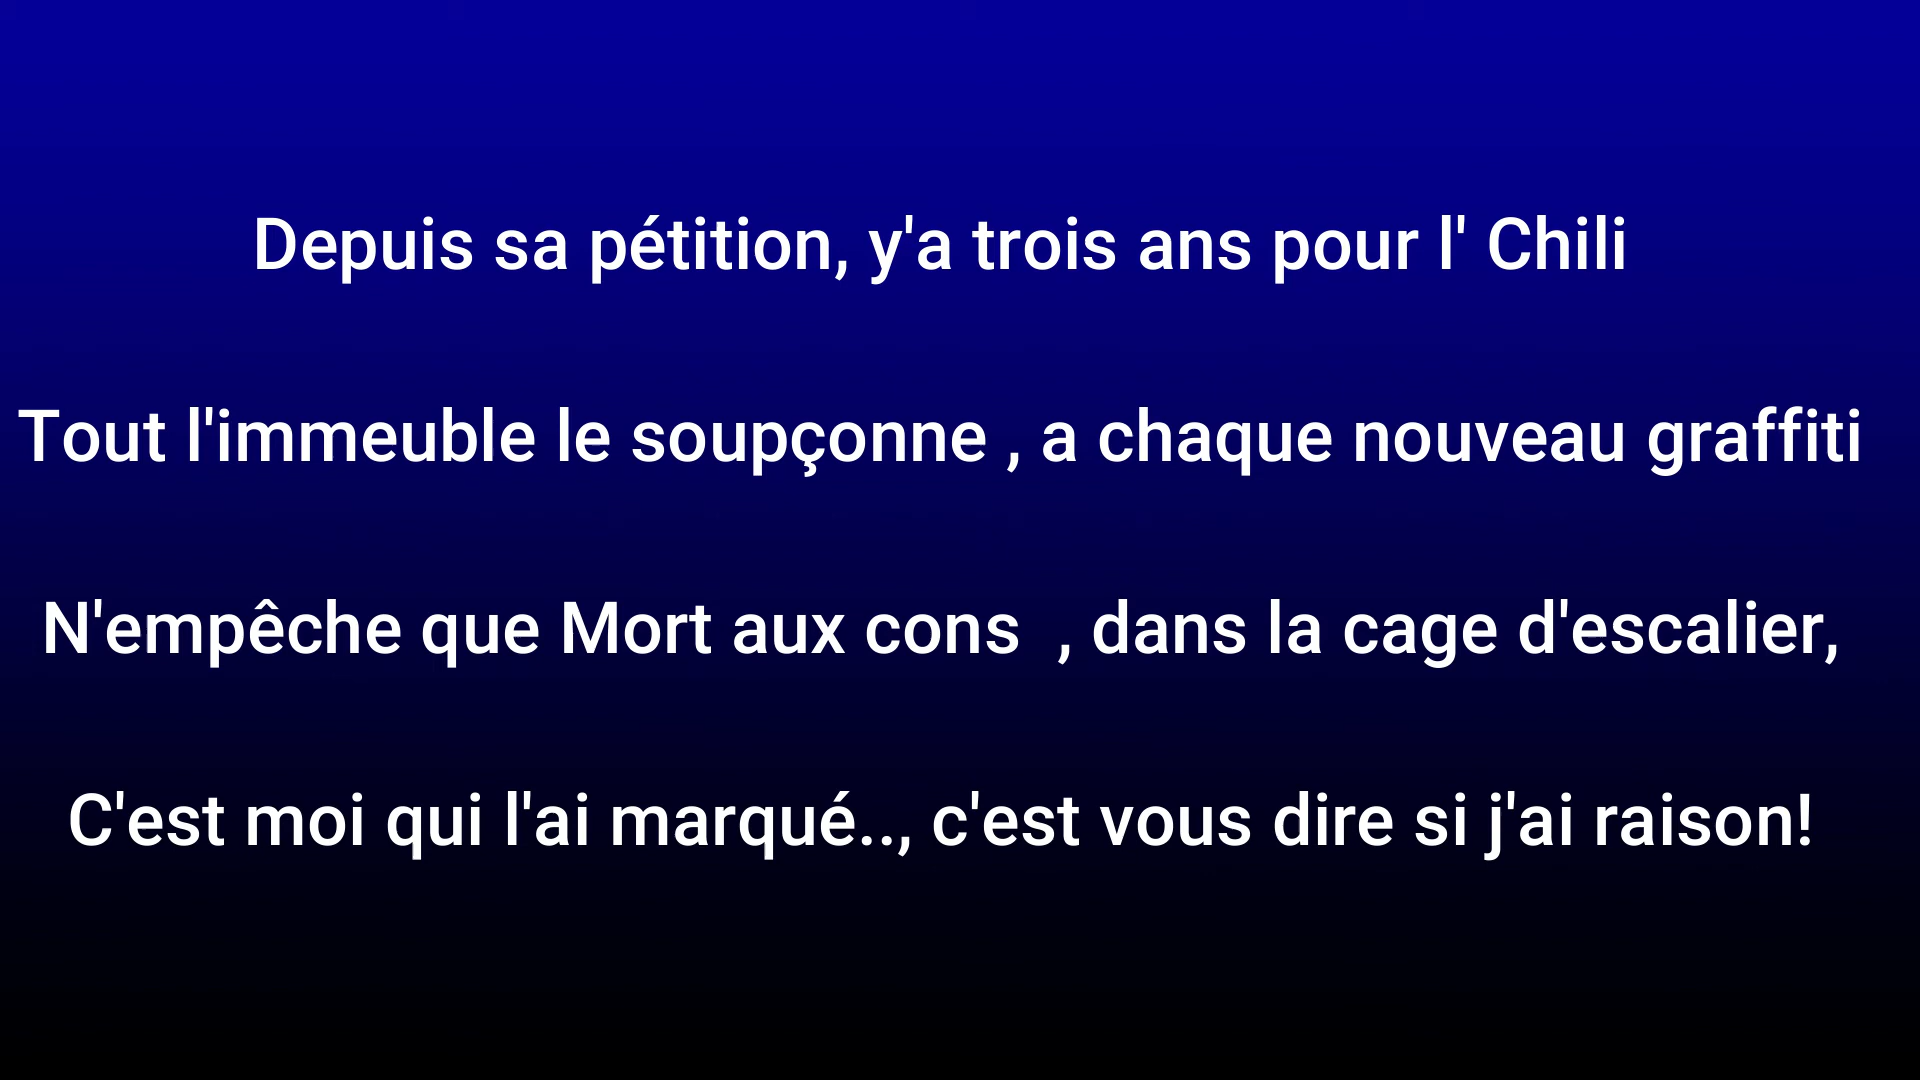 Depuis sa pétition, y'a trois ans pour l' Chili
Tout l'immeuble le soupçonne , a chaque nouveau graffiti
N'empêche que Mort aux cons  , dans la cage d'escalier,
C'est moi qui l'ai marqué.., c'est vous dire si j'ai raison!